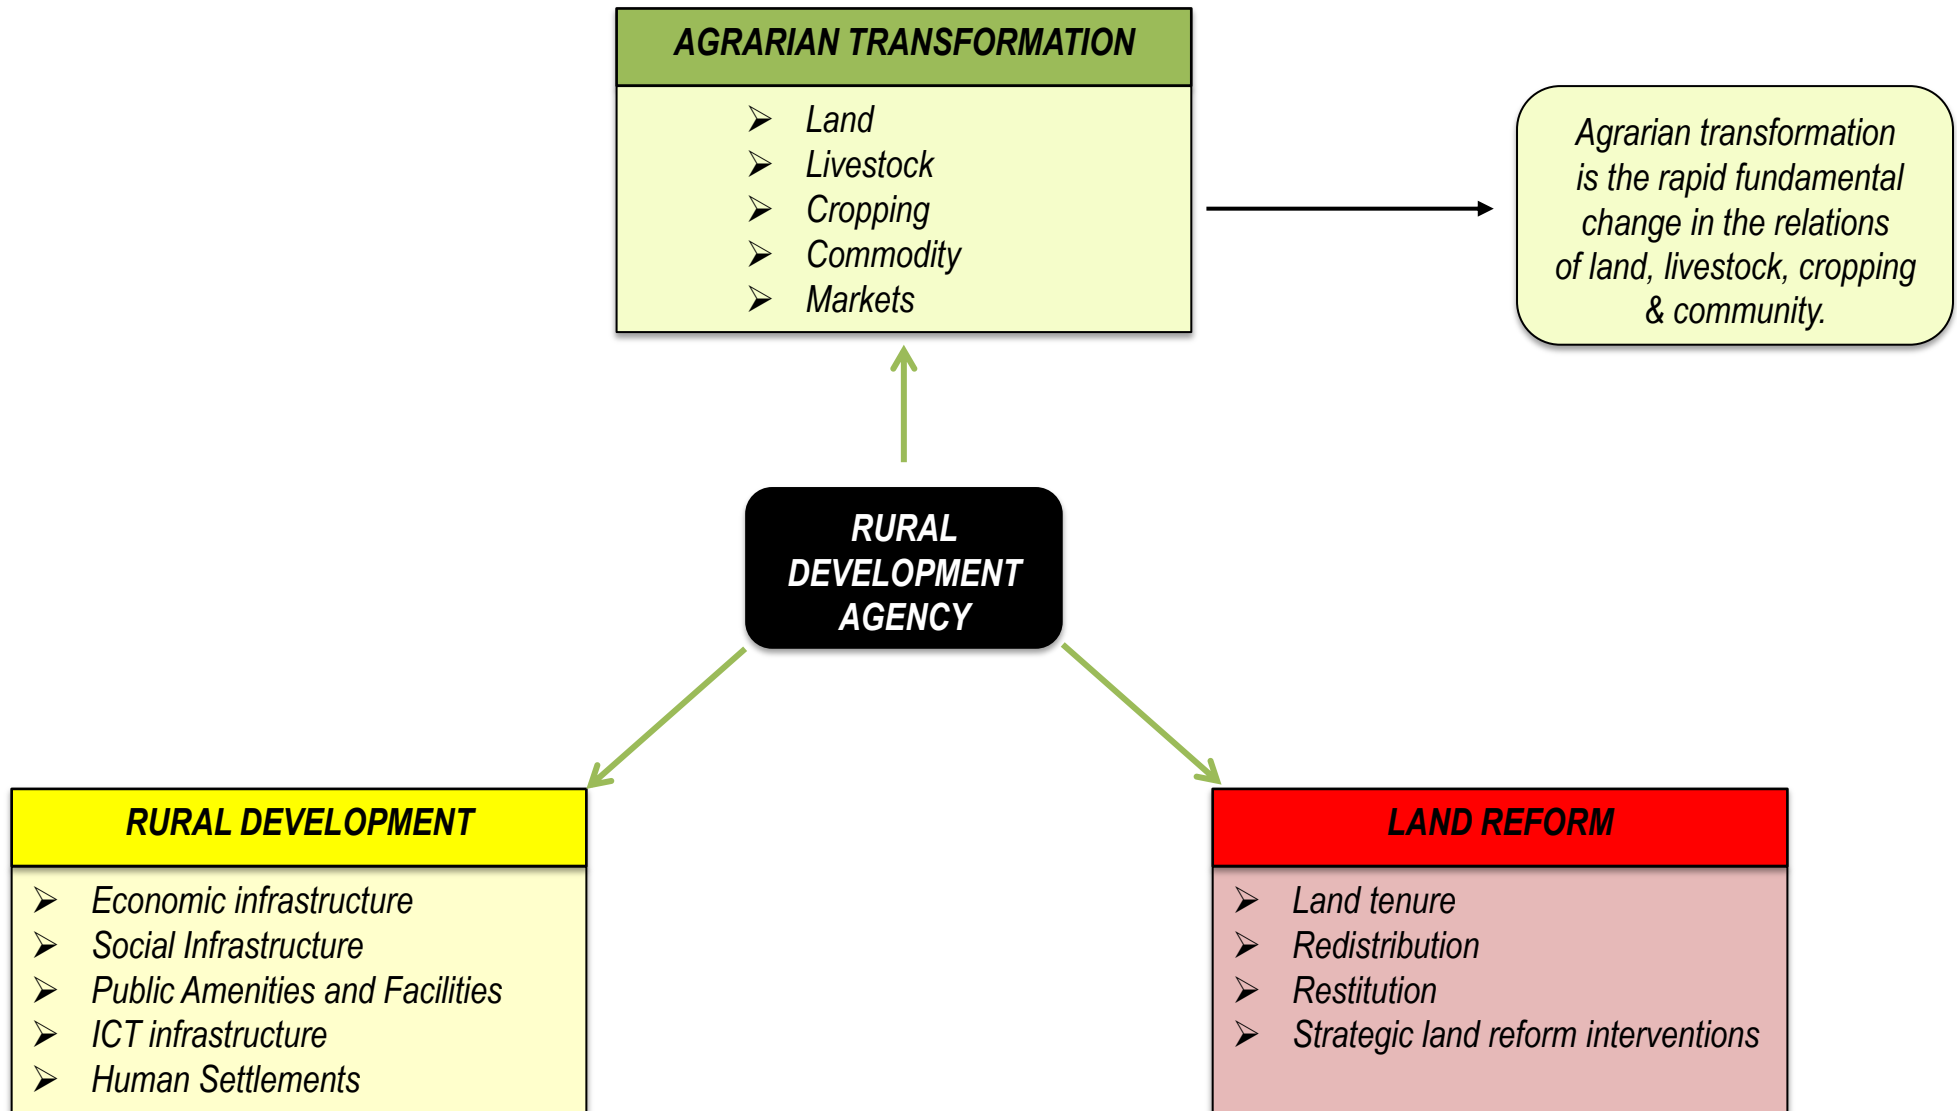 AGRARIAN TRANSFORMATION
➢ Land
➢ Livestock
➢ Cropping
➢ Commodity
➢ Markets
Agrarian transformation
is the rapid fundamental
change in the relations
of land, livestock, cropping
& community.
RURAL
DEVELOPMENT
AGENCY
RURAL DEVELOPMENT
➢ Economic infrastructure
➢ Social Infrastructure
➢ Public Amenities and Facilities
➢ ICT infrastructure
➢ Human Settlements
LAND REFORM
➢ Land tenure
➢ Redistribution
➢ Restitution
➢ Strategic land reform interventions